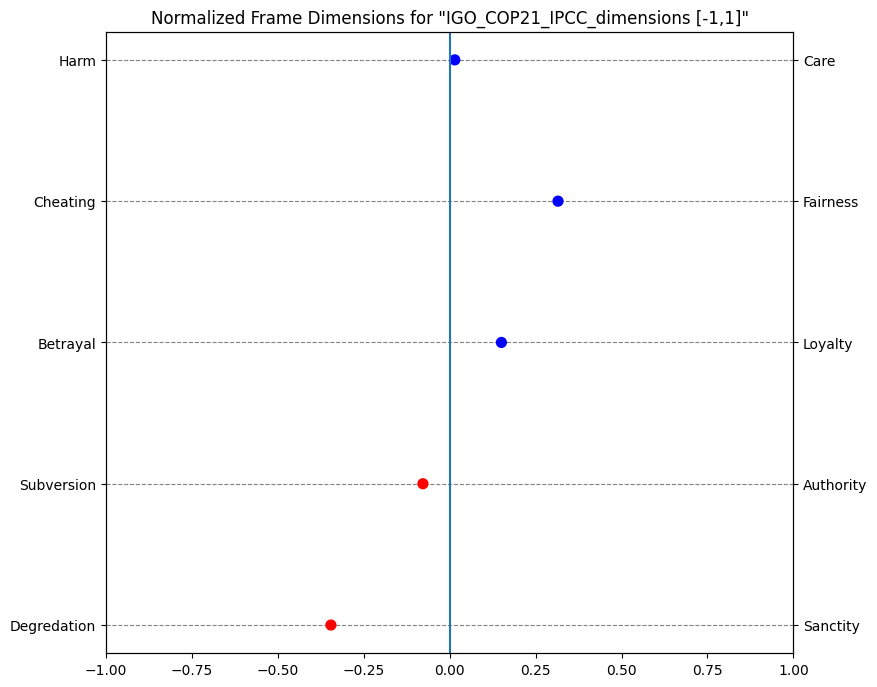 Normalized Frame Dimensions for "IGO_COP21_IPCC_dimensions [-1,1]"
Harm Care
Cheating Fairness
Betrayal Loyalty
Subversion Authority
Degredation Sanctity
−1.00 −0.75 −0.50 −0.25 0.00 0.25 0.50 0.75 1.00